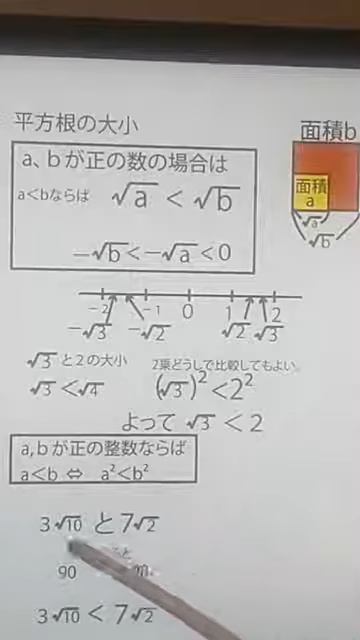 平方根の大小
面積b
a、bが正の数の場合は
a<bならば √a < √b
面積
a
√a
√b
−√b<−√a<0
−2 −1 0 1 2
−√3 −√2 √2 √3
√3と2の大小
2乗どうしで比較してもよい。
√3<√4
(√3)²<2²
よって √3 < 2
a,bが正の整数ならば
a<b ⇔ a²<b²
3√10 と 7√2
90
3√10 < 7√2